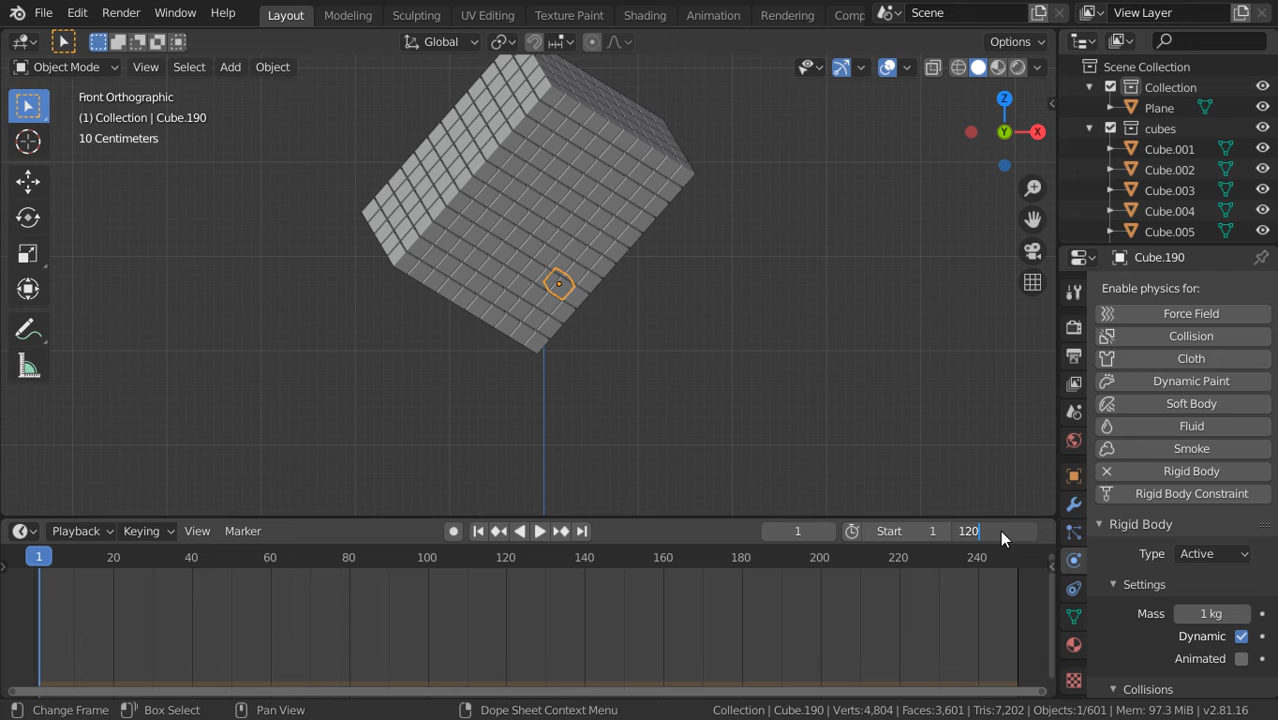 File Edit Render Window Help Layout Modeling Sculpting UV Editing Texture Paint Shading Animation Rendering Comp Scene View Layer
Global Options
Object Mode View Select Add Object
Front Orthographic
(1) Collection | Cube.190
10 Centimeters
Z
Y X
Scene Collection
Collection
Plane
cubes
Cube.001
Cube.002
Cube.003
Cube.004
Cube.005
Cube.190
Enable physics for:
Force Field
Collision
Cloth
Dynamic Paint
Soft Body
Fluid
Smoke
Rigid Body
Rigid Body Constraint
Rigid Body
Type Active
Settings
Mass 1 kg
Dynamic
Animated
Collisions
Playback Keying View Marker 1 Start 1 120
1 20 40 60 80 100 120 140 160 180 200 220 240
Change Frame Box Select Pan View Dope Sheet Context Menu Collection | Cube.190 | Verts:4,804 | Faces:3,601 | Tris:7,202 | Objects:1/601 | Mem: 97.3 MiB | v2.81.16